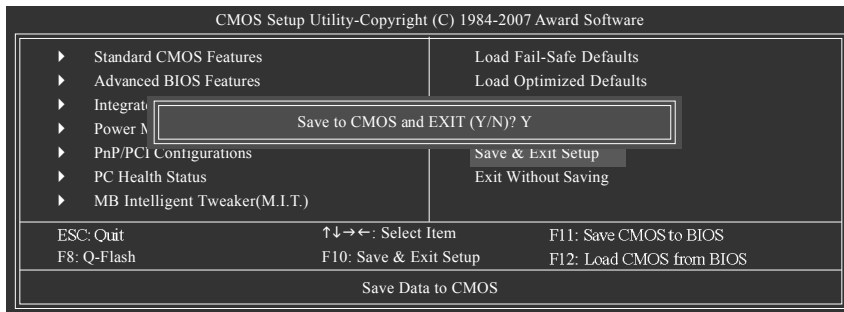 CMOS Setup Utility-Copyright (C) 1984-2007 Award Software
Standard CMOS Features
Advanced BIOS Features
Power
PnP/PCI Configurations
PC Health Status
MB Intelligent Tweaker(M.I.T.)
Load Fail-Safe Defaults
Load Optimized Defaults
Save & Exit Setup
Exit Without Saving
Save to CMOS and EXIT (Y/N)? Y
ESC: Quit
↑↓→←: Select Item
F11: Save CMOS to BIOS
F8: Q-Flash
F10: Save & Exit Setup
F12: Load CMOS from BIOS
Save Data to CMOS